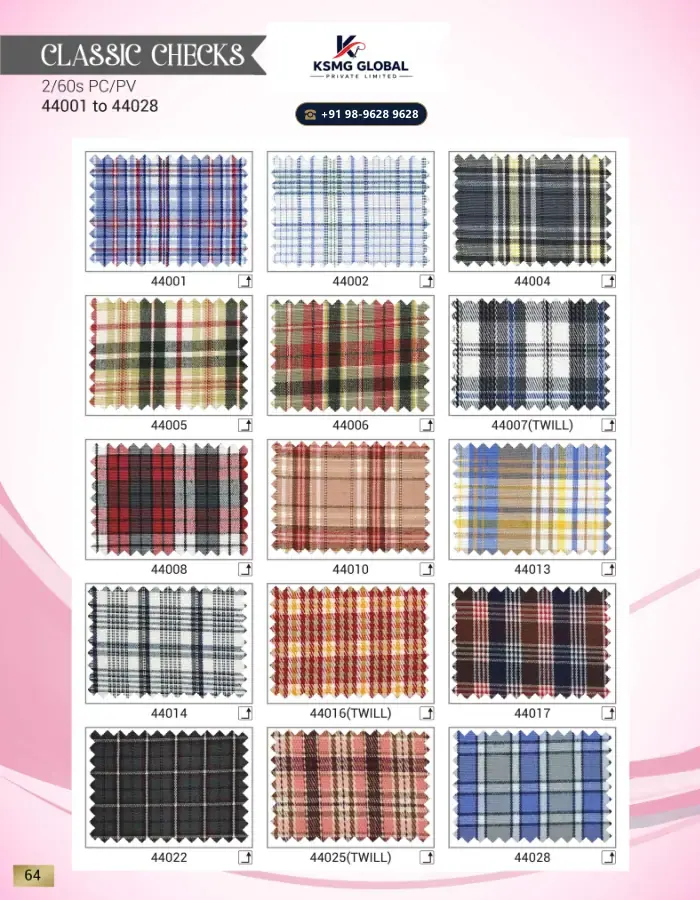 CLASSIC CHECKS
KSMG GLOBAL
PRIVATE LIMITED
2/60s PC/PV
44001 to 44028
+91 98-9628 9628
44001
44002
44004
44005
44006
44007(TWILL)
44008
44010
44013
44014
44016(TWILL)
44017
44022
44025(TWILL)
44028
64